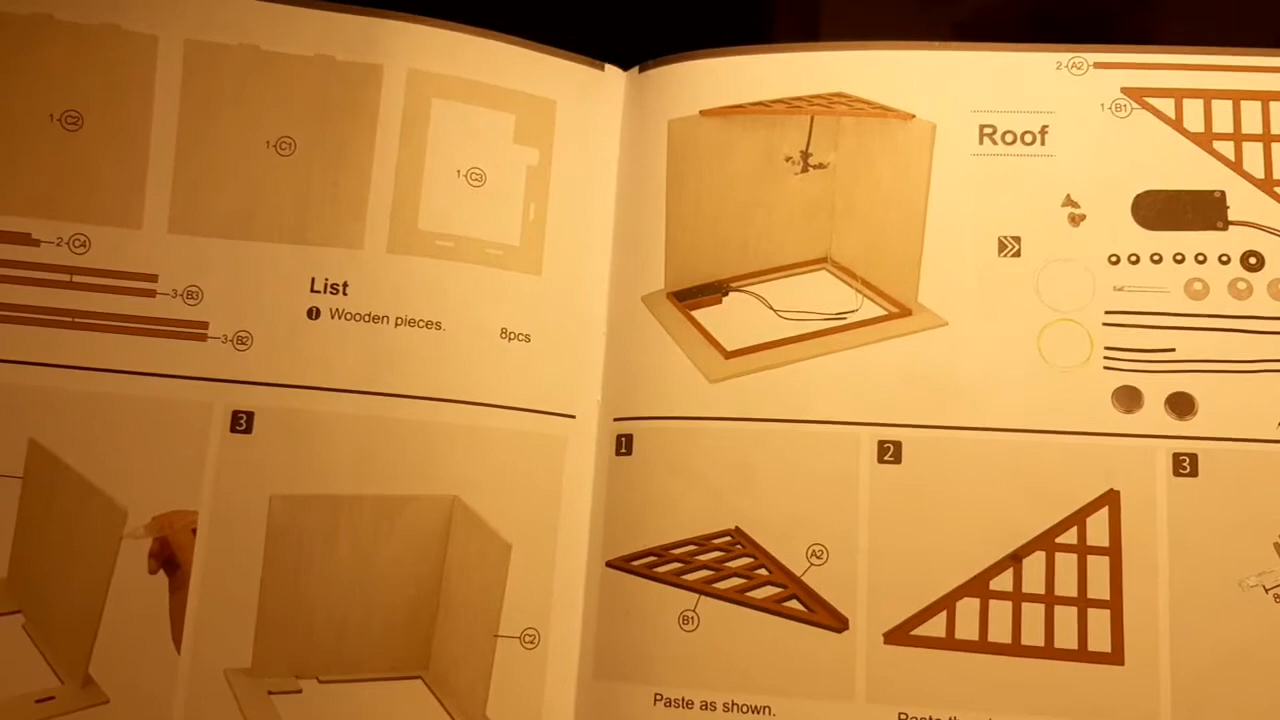 1-C2
1-C1
1-C3
2-C4
3-B3
3-B2
List
1 Wooden pieces. 8pcs
3
C2
2-A2
1-B1
Roof
1
A2
B1
Paste as shown.
2
3